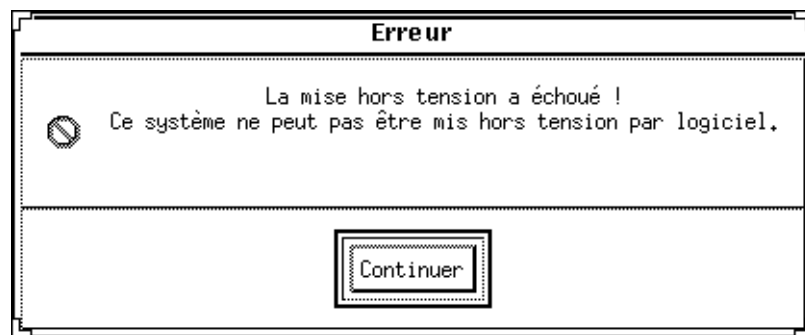 Erreur
La mise hors tension a échoué !
Ce système ne peut pas être mis hors tension par logiciel.
Continuer